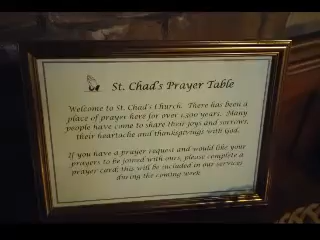 St. Chad's Prayer Table
Welcome to St. Chad's Church. There has been a
place of prayer here for over 1,300 years. Many
people have come to share their joys and sorrows,
their heartache and thanksgivings with God.
If you have a prayer request and would like your
prayers to be joined with ours, please complete a
prayer card; this will be included in our services
during the coming week.